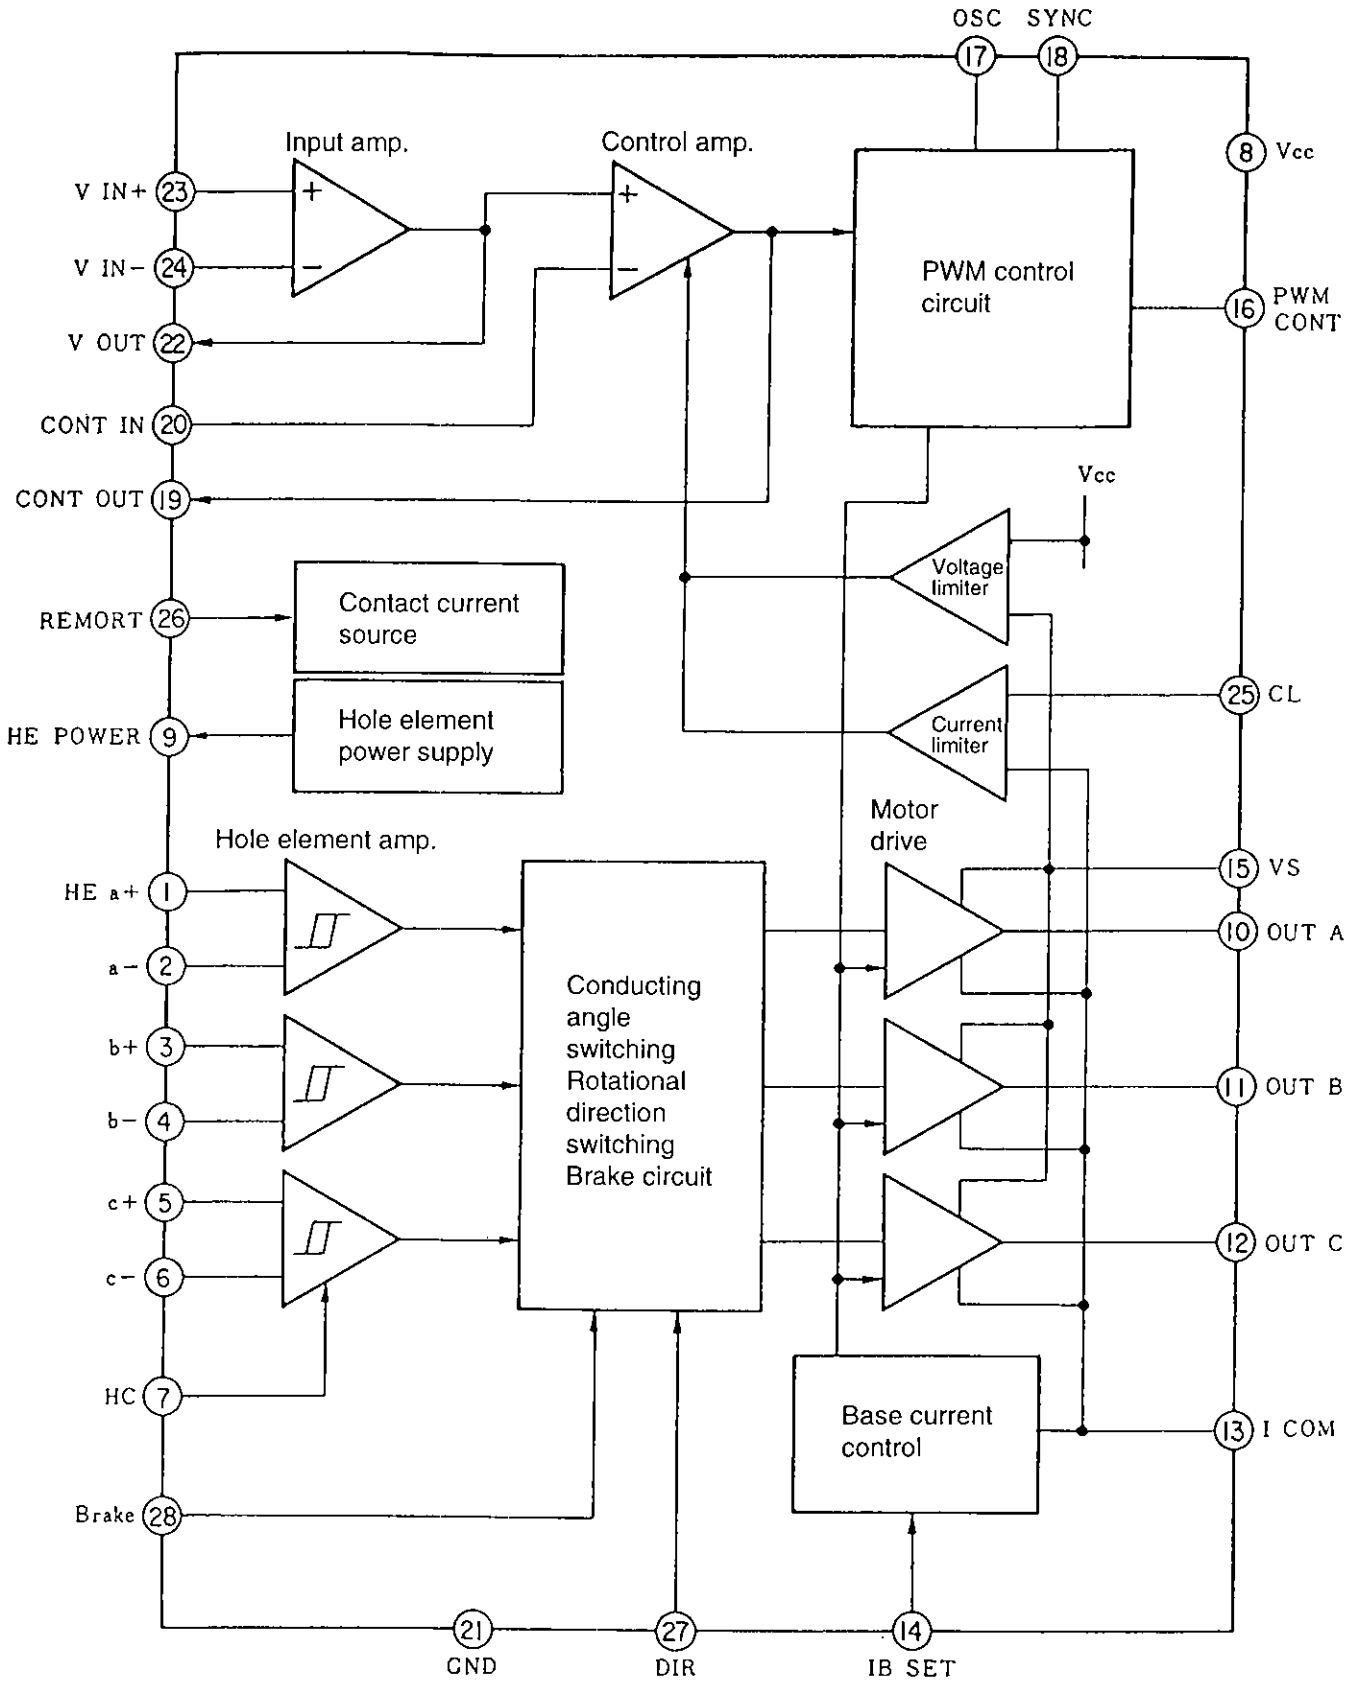 OSC SYNC
17 18
Input amp. Control amp.
8 Vcc
V IN+ 23 + +
V IN- 24 - -
PWM control
circuit
16 PWM
CONT
V OUT 22
CONT IN 20
CONT OUT 19
Vcc
Voltage
limiter
REMORT 26
Contact current
source
25 CL
HE POWER 9
Hole element
power supply
Current
limiter
Motor
drive
Hole element amp.
15 VS
HE a+ 1
10 OUT A
a- 2
Conducting
angle
switching
Rotational
direction
switching
Brake circuit
b+ 3
11 OUT B
b- 4
c+ 5
12 OUT C
c- 6
HC 7
Base current
control
13 I COM
Brake 28
21 27 14
GND DIR IB SET